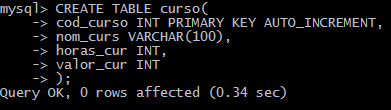 mysql> CREATE TABLE curso(
    -> cod_curso INT PRIMARY KEY AUTO_INCREMENT,
    -> nom_curs VARCHAR(100),
    -> horas_cur INT,
    -> valor_cur INT
    -> );
Query OK, 0 rows affected (0.34 sec)